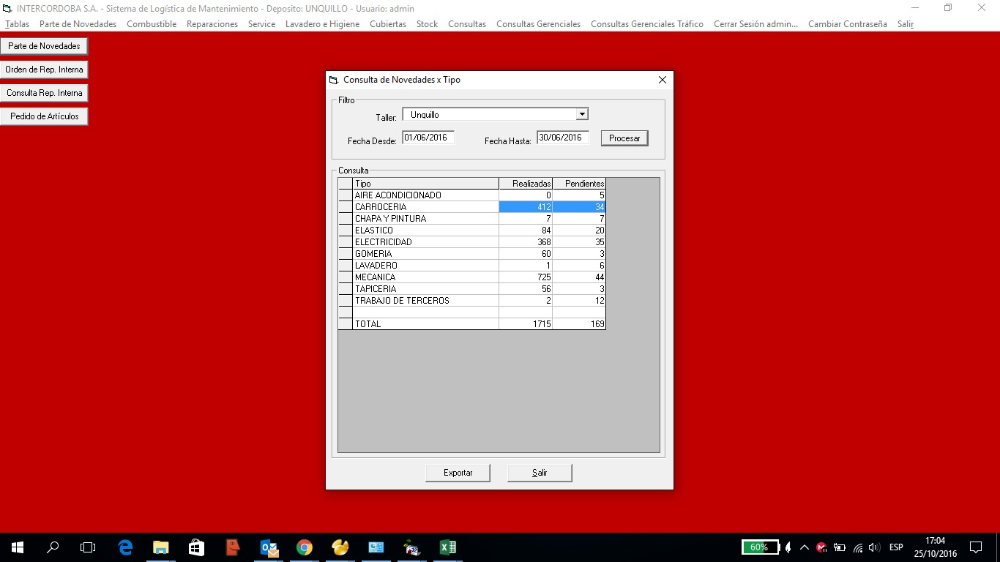 INTERCORDOBA S.A. - Sistema de Logística de Mantenimiento - Deposito: UNQUILLO - Usuario: admin
Tablas Parte de Novedades Combustible Reparaciones Service Lavadero e Higiene Cubiertas Stock Consultas Consultas Gerenciales Consultas Gerenciales Tráfico Cerrar Sesión admin... Cambiar Contraseña Salir
Parte de Novedades
Orden de Rep. Interna
Consulta Rep. Interna
Pedido de Artículos
Consulta de Novedades x Tipo
Filtro
Taller: Unquillo
Fecha Desde: 01/06/2016 Fecha Hasta: 30/06/2016 Procesar
Consulta
Tipo Realizadas Pendientes
AIRE ACONDICIONADO 0 5
CARROCERIA 412 34
CHAPA Y PINTURA 7 7
ELASTICO 84 20
ELECTRICIDAD 368 35
GOMERIA 60 3
LAVADERO 1 6
MECANICA 725 44
TAPICERIA 56 3
TRABAJO DE TERCEROS 2 12
TOTAL 1715 169
Exportar Salir
60% ESP 17:04
25/10/2016